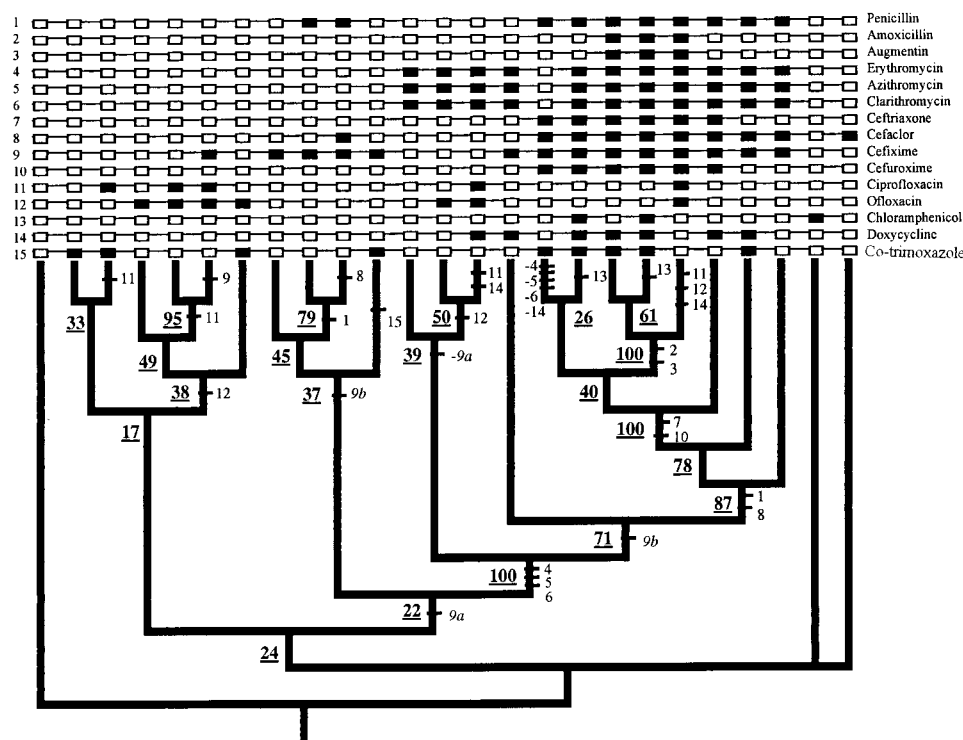 1 Penicillin
2 Amoxicillin
3 Augmentin
4 Erythromycin
5 Azithromycin
6 Clarithromycin
7 Ceftriaxone
8 Cefaclor
9 Cefixime
10 Cefuroxime
11 Ciprofloxacin
12 Ofloxacin
13 Chloramphenicol
14 Doxycycline
15 Co-trimoxazole
-4
-5
-6
-14
11
9
8
11
14
13
13
11
12
14
33
95
11
79
1
15
50
12
26
61
49
45
39
-9a
100
2
3
38
12
37
9b
40
17
100
7
10
78
87
1
8
71
9b
100
4
5
6
22
9a
24